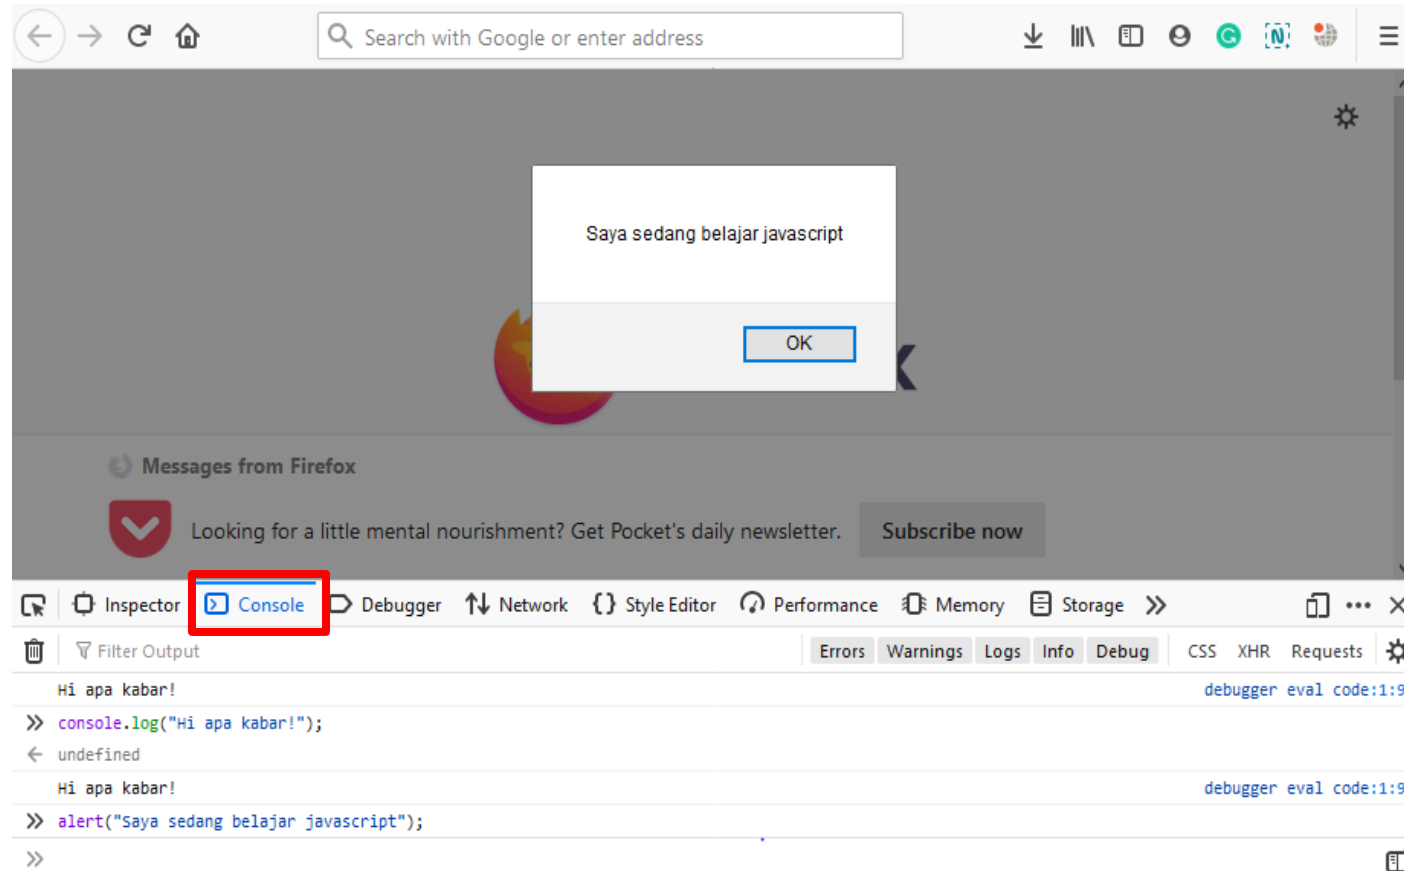 Search with Google or enter address
Saya sedang belajar javascript
OK
x
Messages from Firefox
Looking for a little mental nourishment? Get Pocket's daily newsletter. Subscribe now
Inspector Console Debugger Network {} Style Editor Performance Memory Storage
Filter Output Errors Warnings Logs Info Debug CSS XHR Requests
Hi apa kabar! debugger eval code:1:9
console.log("Hi apa kabar!");
undefined
Hi apa kabar! debugger eval code:1:9
alert("Saya sedang belajar javascript");